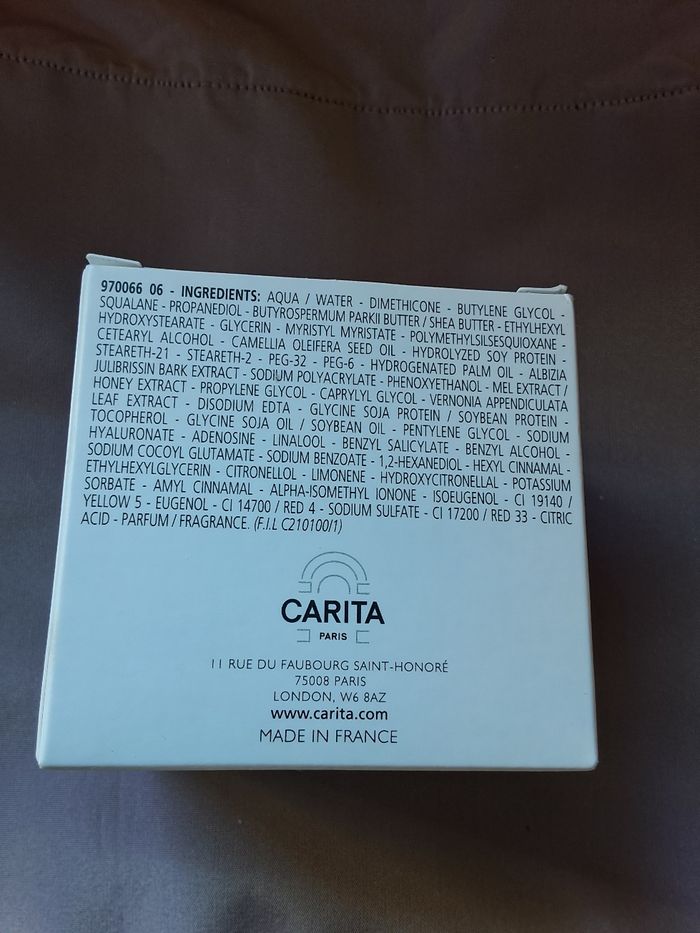 970066 06 - INGREDIENTS: AQUA / WATER - DIMETHICONE - BUTYLENE GLYCOL -
SQUALANE - PROPANEDIOL - BUTYROSPERMUM PARKII BUTTER / SHEA BUTTER - ETHYLHEXYL
HYDROXYSTEARATE - GLYCERIN - MYRISTYL MYRISTATE - POLYMETHYLSILSESQUIOXANE -
CETEARYL ALCOHOL - CAMELLIA OLEIFERA SEED OIL - HYDROLYZED SOY PROTEIN -
STEARETH-21 - STEARETH-2 - PEG-32 - PEG-6 - HYDROGENATED PALM OIL - ALBIZIA
JULIBRISSIN BARK EXTRACT - SODIUM POLYACRYLATE - PHENOXYETHANOL - MEL EXTRACT /
HONEY EXTRACT - PROPYLENE GLYCOL - CAPRYLYL GLYCOL - VERNONIA APPENDICULATA
LEAF EXTRACT - DISODIUM EDTA - GLYCINE SOJA PROTEIN / SOYBEAN PROTEIN -
TOCOPHEROL - GLYCINE SOJA OIL / SOYBEAN OIL - PENTYLENE GLYCOL - SODIUM
HYALURONATE - ADENOSINE - LINALOOL - BENZYL SALICYLATE - BENZYL ALCOHOL -
SODIUM COCOYL GLUTAMATE - SODIUM BENZOATE - 1,2-HEXANEDIOL - HEXYL CINNAMAL -
ETHYLHEXYLGLYCERIN - CITRONELLOL - LIMONENE - HYDROXYCITRONELLAL - POTASSIUM
SORBATE - AMYL CINNAMAL - ALPHA-ISOMETHYL IONONE - ISOEUGENOL - CI 19140 /
YELLOW 5 - EUGENOL - CI 14700 / RED 4 - SODIUM SULFATE - CI 17200 / RED 33 - CITRIC
ACID - PARFUM / FRAGRANCE. (F.I.L C210100/1)
CARITA
PARIS
11 RUE DU FAUBOURG SAINT-HONORÉ
75008 PARIS
LONDON, W6 8AZ
www.carita.com
MADE IN FRANCE